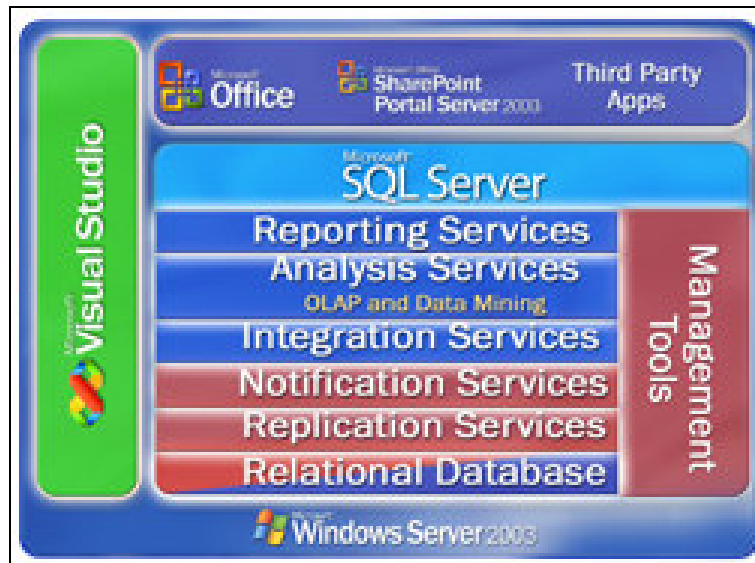 Microsoft
Visual Studio
Microsoft
Office
Microsoft Office
SharePoint
Portal Server 2003
Third Party
Apps
Microsoft
SQL Server
Reporting Services
Analysis Services
OLAP and Data Mining
Integration Services
Notification Services
Replication Services
Relational Database
Management
Tools
Microsoft
Windows Server 2003